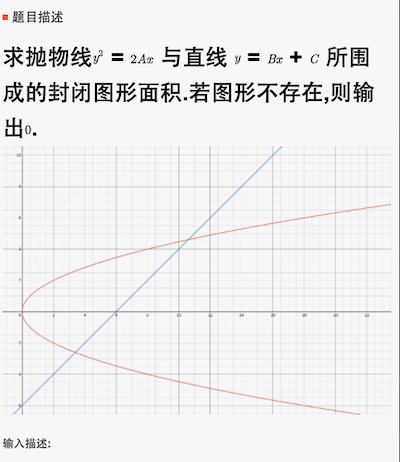 题目描述
求抛物线y² = 2Ax 与直线 y = Bx + C 所围
成的封闭图形面积.若图形不存在,则输
出0.
输入描述: